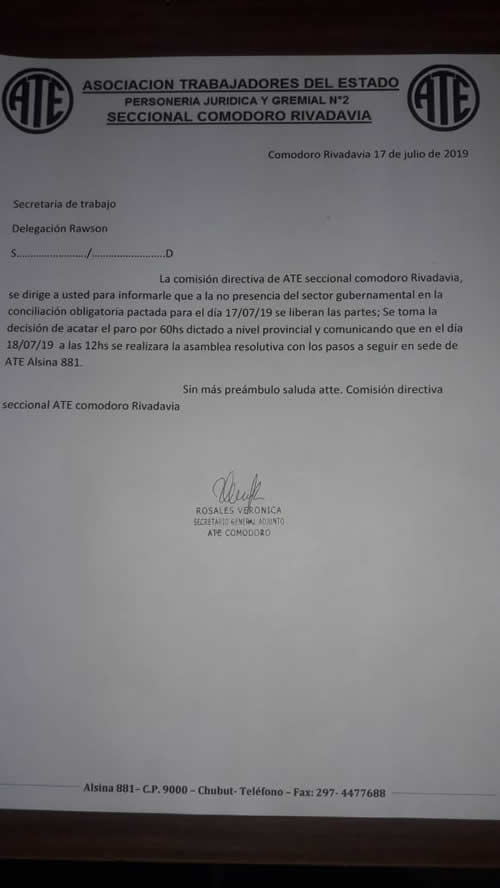 ATE
ASOCIACION TRABAJADORES DEL ESTADO
PERSONERIA JURIDICA Y GREMIAL N°2
SECCIONAL COMODORO RIVADAVIA
ATE
Comodoro Rivadavia 17 de julio de 2019
Secretaria de trabajo
Delegación Rawson
S......................../..........................D
La comisión directiva de ATE seccional comodoro Rivadavia,
se dirige a usted para informarle que a la no presencia del sector gubernamental en la
conciliación obligatoria pactada para el día 17/07/19 se liberan las partes; Se toma la
decisión de acatar el paro por 60hs dictado a nivel provincial y comunicando que en el día
18/07/19 a las 12hs se realizara la asamblea resolutiva con los pasos a seguir en sede de
ATE Alsina 881.
Sin más preámbulo saluda atte. Comisión directiva
seccional ATE comodoro Rivadavia
ROSALES VERONICA
SECRETARIO GENERAL ADJUNTO
ATE COMODORO
Alsina 881– C.P. 9000 – Chubut- Teléfono – Fax: 297- 4477688